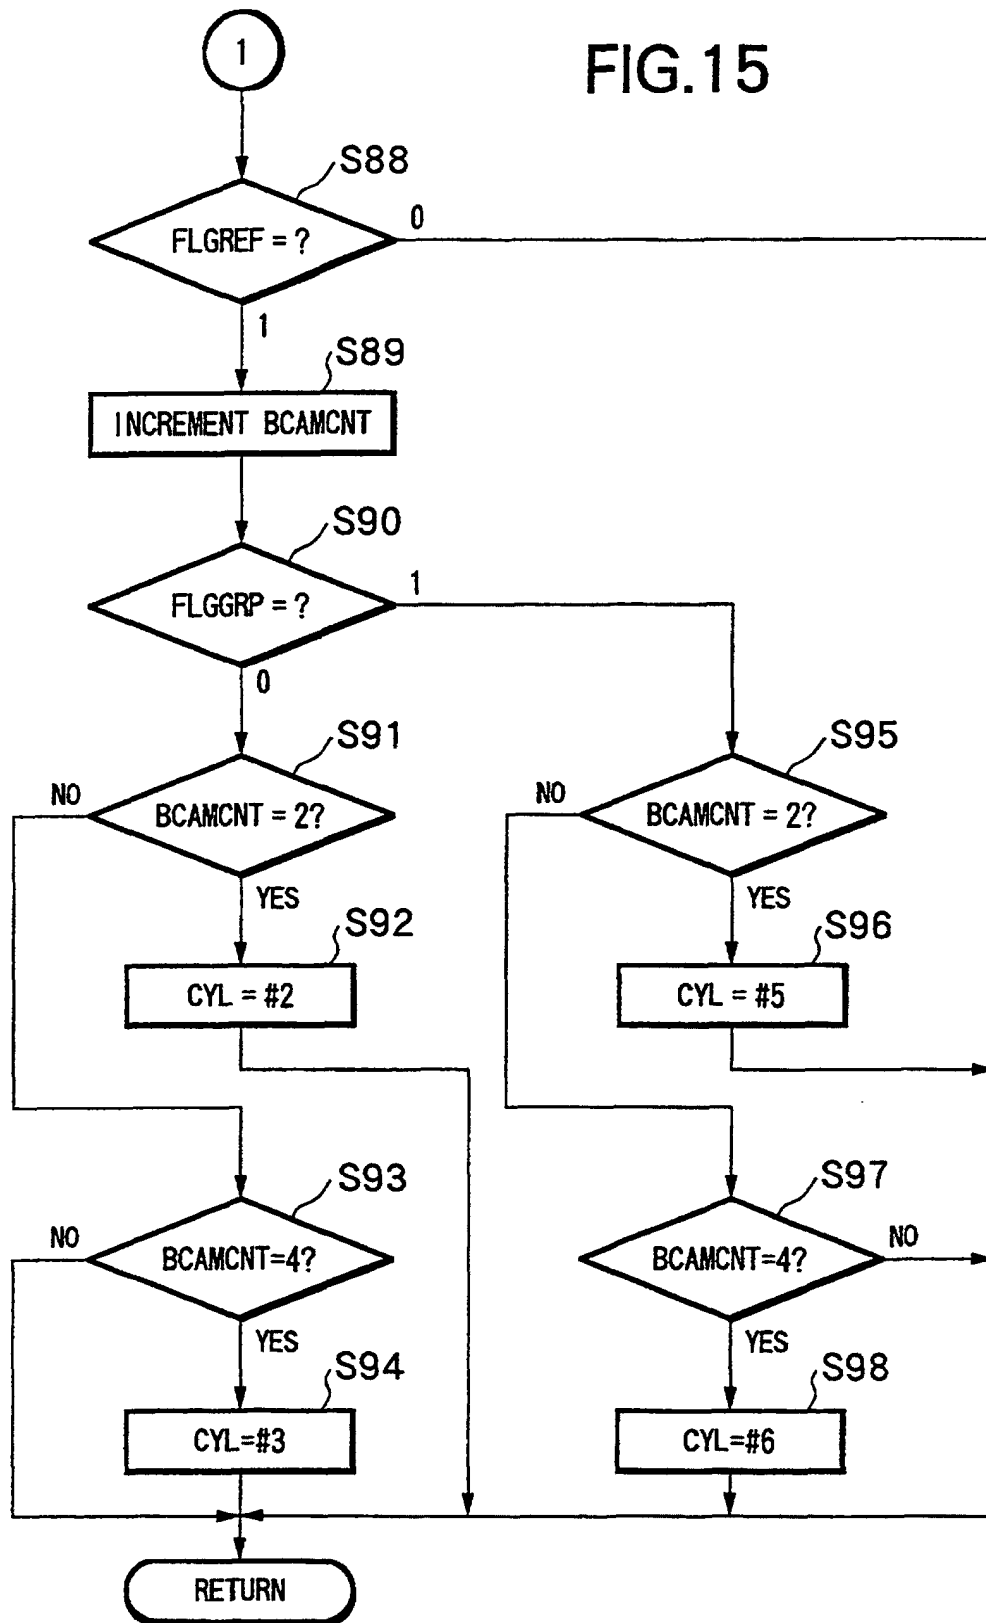 1
FIG.15
S88
FLGREF = ?
0
1
S89
INCREMENT BCAMCNT
S90
FLGGRP = ?
1
0
S91
NO
BCAMCNT = 2?
YES
S92
CYL = #2
S95
NO
BCAMCNT = 2?
YES
S96
CYL = #5
S93
NO
BCAMCNT=4?
YES
S94
CYL=#3
S97
BCAMCNT=4?
NO
YES
S98
CYL=#6
RETURN